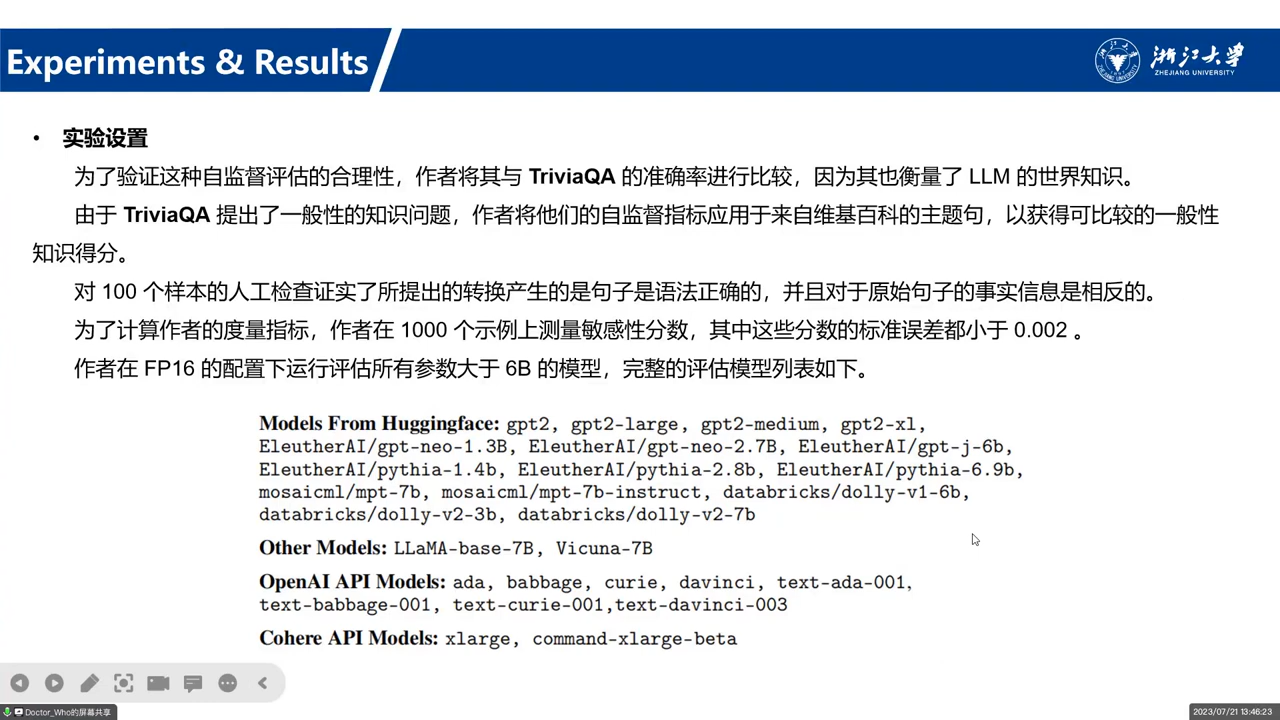 Experiments & Results
浙江大学
ZHEJIANG UNIVERSITY
• 实验设置
为了验证这种自监督评估的合理性，作者将其与 TriviaQA 的准确率进行比较，因为其也衡量了 LLM 的世界知识。
由于 TriviaQA 提出了一般性的知识问题，作者将他们的自监督指标应用于来自维基百科的主题句，以获得可比较的一般性
知识得分。
对 100 个样本的人工检查证实了所提出的转换产生的是句子是语法正确的，并且对于原始句子的事实信息是相反的。
为了计算作者的度量指标，作者在 1000 个示例上测量敏感性分数，其中这些分数的标准误差都小于 0.002 。
作者在 FP16 的配置下运行评估所有参数大于 6B 的模型，完整的评估模型列表如下。
Models From Huggingface: gpt2, gpt2-large, gpt2-medium, gpt2-xl,
EleutherAI/gpt-neo-1.3B, EleutherAI/gpt-neo-2.7B, EleutherAI/gpt-j-6b,
EleutherAI/pythia-1.4b, EleutherAI/pythia-2.8b, EleutherAI/pythia-6.9b,
mosaicml/mpt-7b, mosaicml/mpt-7b-instruct, databricks/dolly-v1-6b,
databricks/dolly-v2-3b, databricks/dolly-v2-7b
Other Models: LLaMA-base-7B, Vicuna-7B
OpenAI API Models: ada, babbage, curie, davinci, text-ada-001,
text-babbage-001, text-curie-001,text-davinci-003
Cohere API Models: xlarge, command-xlarge-beta
Doctor_Who的屏幕共享
2023/07/21 13:46:23